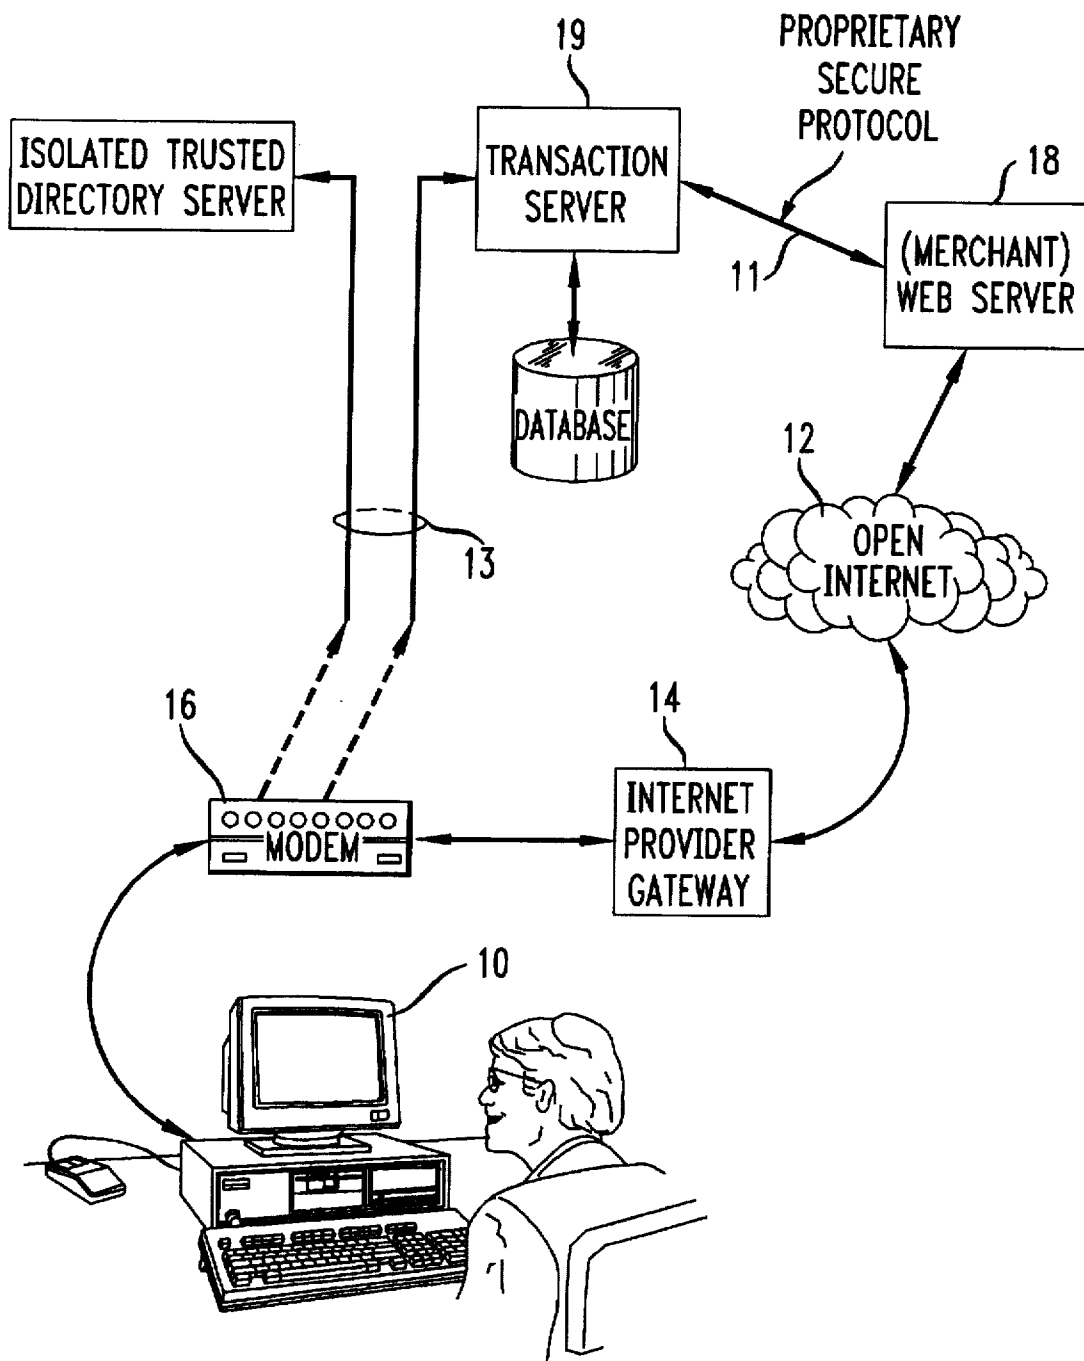 19
PROPRIETARY
SECURE
PROTOCOL
ISOLATED TRUSTED
DIRECTORY SERVER
TRANSACTION
SERVER
18
11
(MERCHANT)
WEB SERVER
DATABASE
12
OPEN
INTERNET
13
16
14
MODEM
INTERNET
PROVIDER
GATEWAY
10